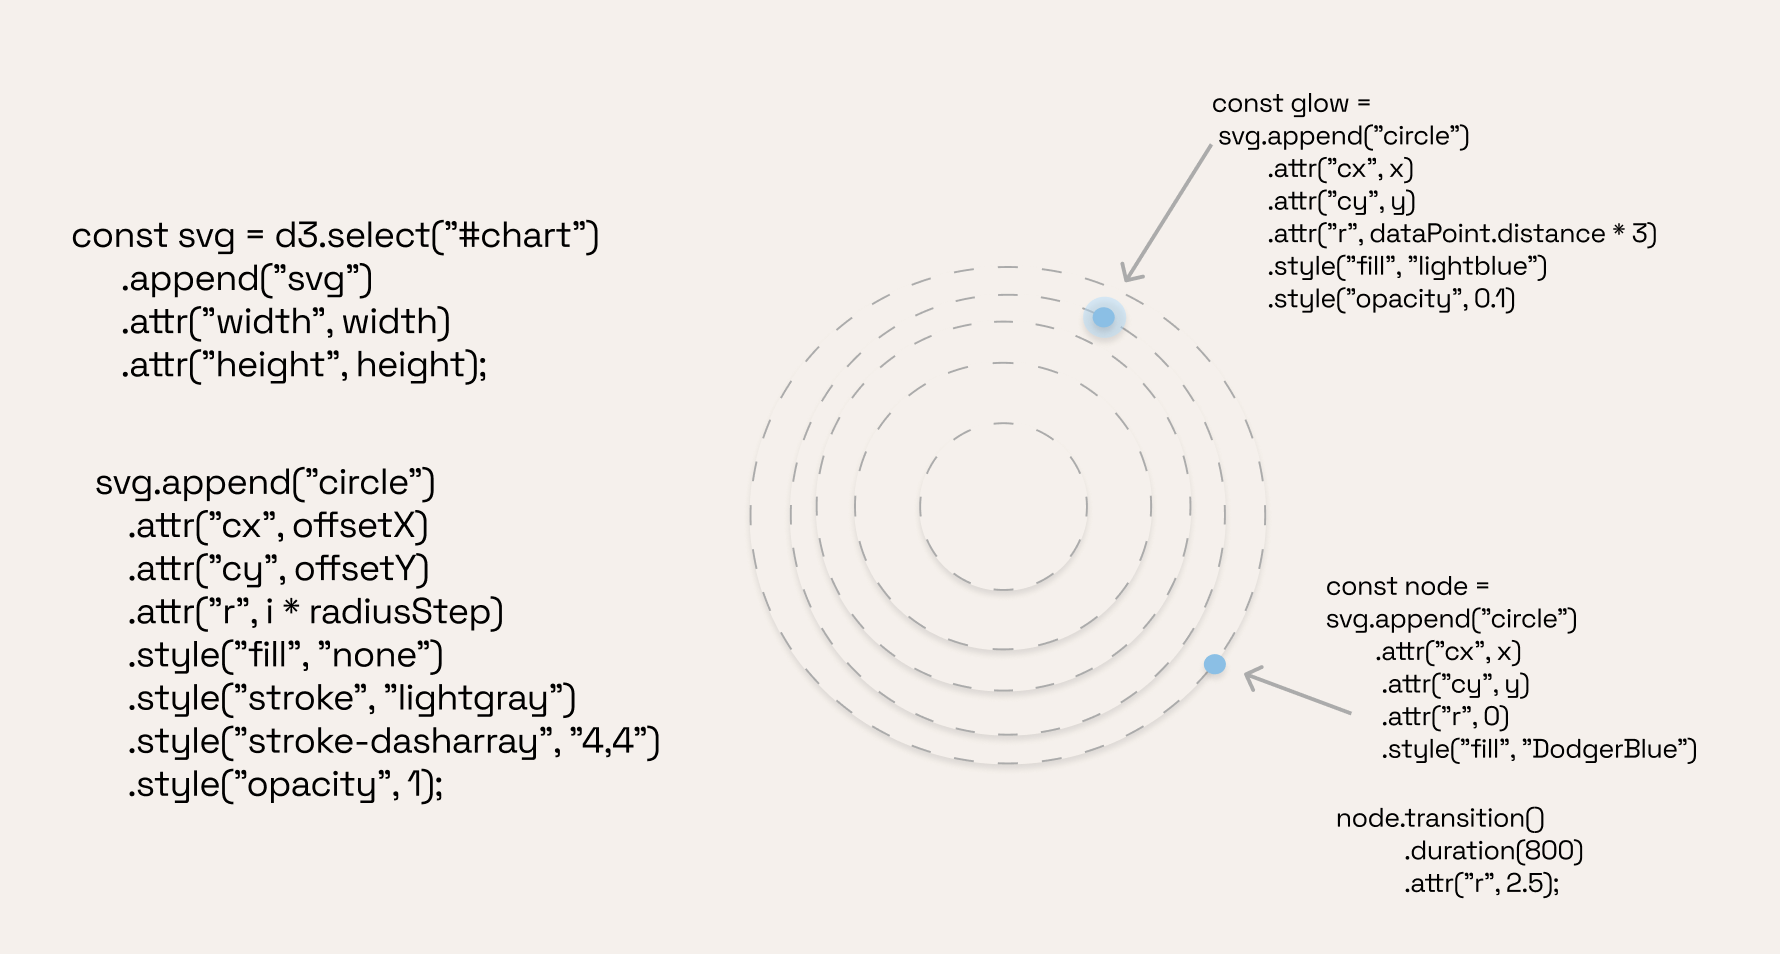 const svg = d3.select("#chart")
.append("svg")
.attr("width", width)
.attr("height", height);
svg.append("circle")
.attr("cx", offsetX)
.attr("cy", offsetY)
.attr("r", i * radiusStep)
.style("fill", "none")
.style("stroke", "lightgray")
.style("stroke-dasharray", "4,4")
.style("opacity", 1);
const glow =
svg.append("circle")
.attr("cx", x)
.attr("cy", y)
.attr("r", dataPoint.distance * 3)
.style("fill", "lightblue")
.style("opacity", 0.1)
const node =
svg.append("circle")
.attr("cx", x)
.attr("cy", y)
.attr("r", 0)
.style("fill", "DodgerBlue")
node.transition()
.duration(800)
.attr("r", 2.5);